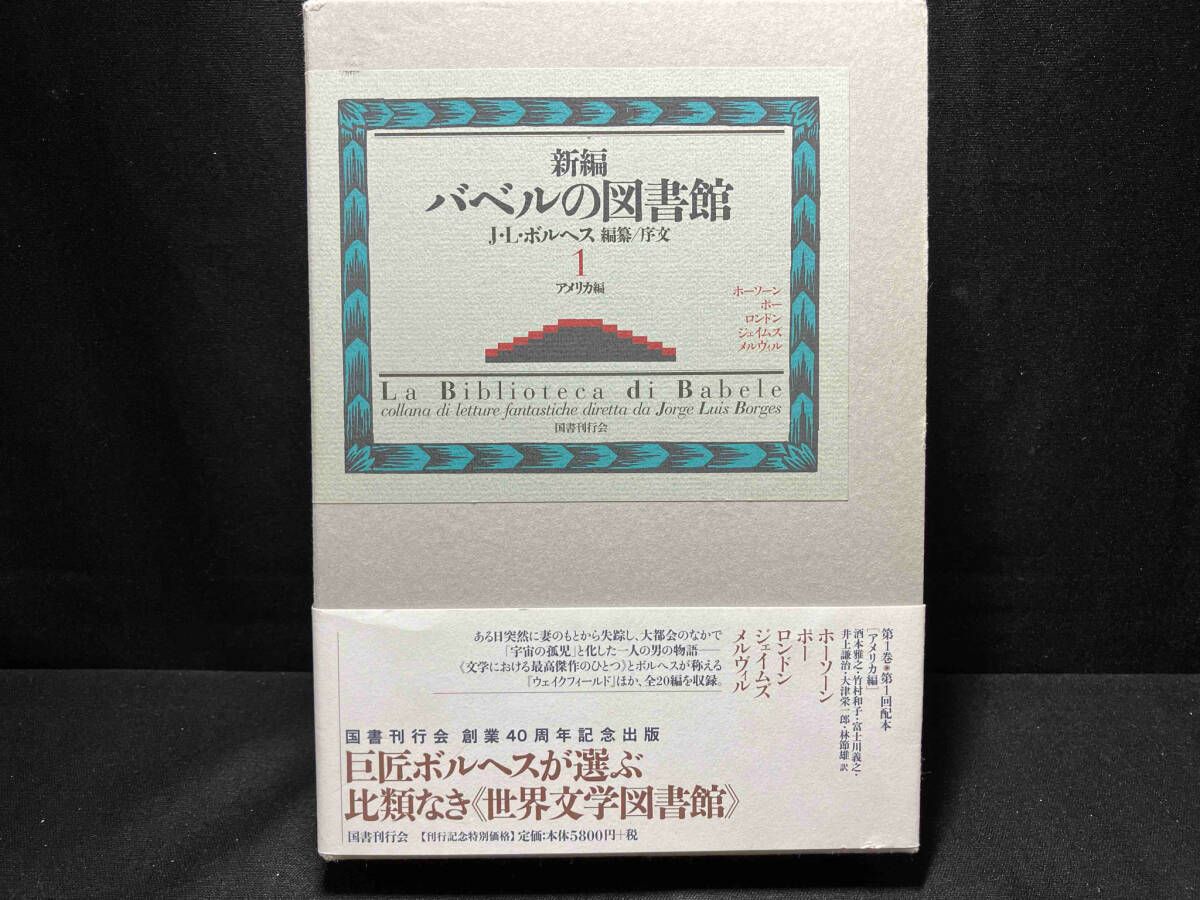 新編
バベルの図書館
J・L・ボルヘス 編纂/序文
1
アメリカ編
ホーソーン
ポー
ロンドン
ジェイムズ
メルヴィル
La Biblioteca di Babele
collana di letture fantastiche diretta da Jorge Luis Borges
国書刊行会
第1巻●第1回配本
[アメリカ編]
酒本雅之・竹村和子・富士川義之・
井上謙治・大津栄一郎・林節雄 訳
ホーソーン
ポー
ロンドン
ジェイムズ
メルヴィル
ある日突然に妻のもとから失踪し、大都会のなかで
「宇宙の孤児」と化した一人の男の物語──
《文学における最高傑作のひとつ》とボルヘスが称える
『ウェイクフィールド』ほか、全20編を収録。
国書刊行会 創業40周年記念出版
巨匠ボルヘスが選ぶ
比類なき《世界文学図書館》
国書刊行会 【刊行記念特別価格】定価:本体5800円+税